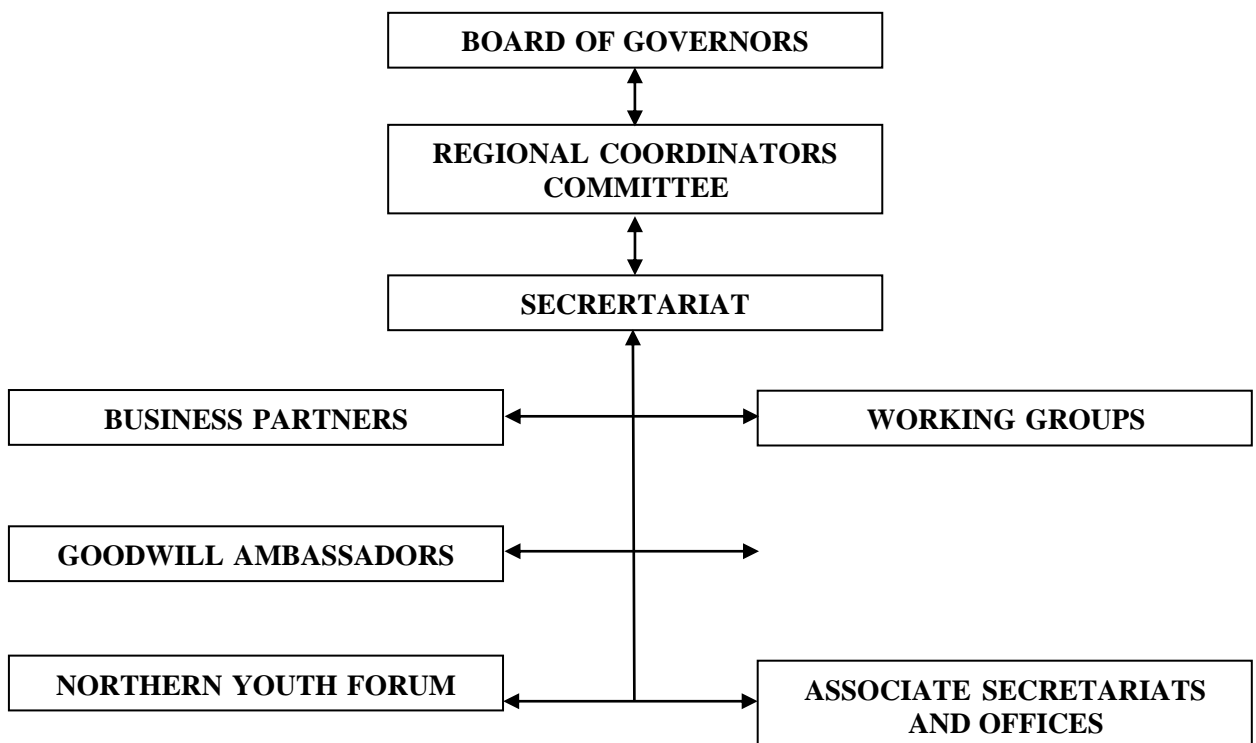 BOARD OF GOVERNORS
REGIONAL COORDINATORS
COMMITTEE
SECRERTARIAT
BUSINESS PARTNERS
WORKING GROUPS
GOODWILL AMBASSADORS
NORTHERN YOUTH FORUM
ASSOCIATE SECRETARIATS
AND OFFICES